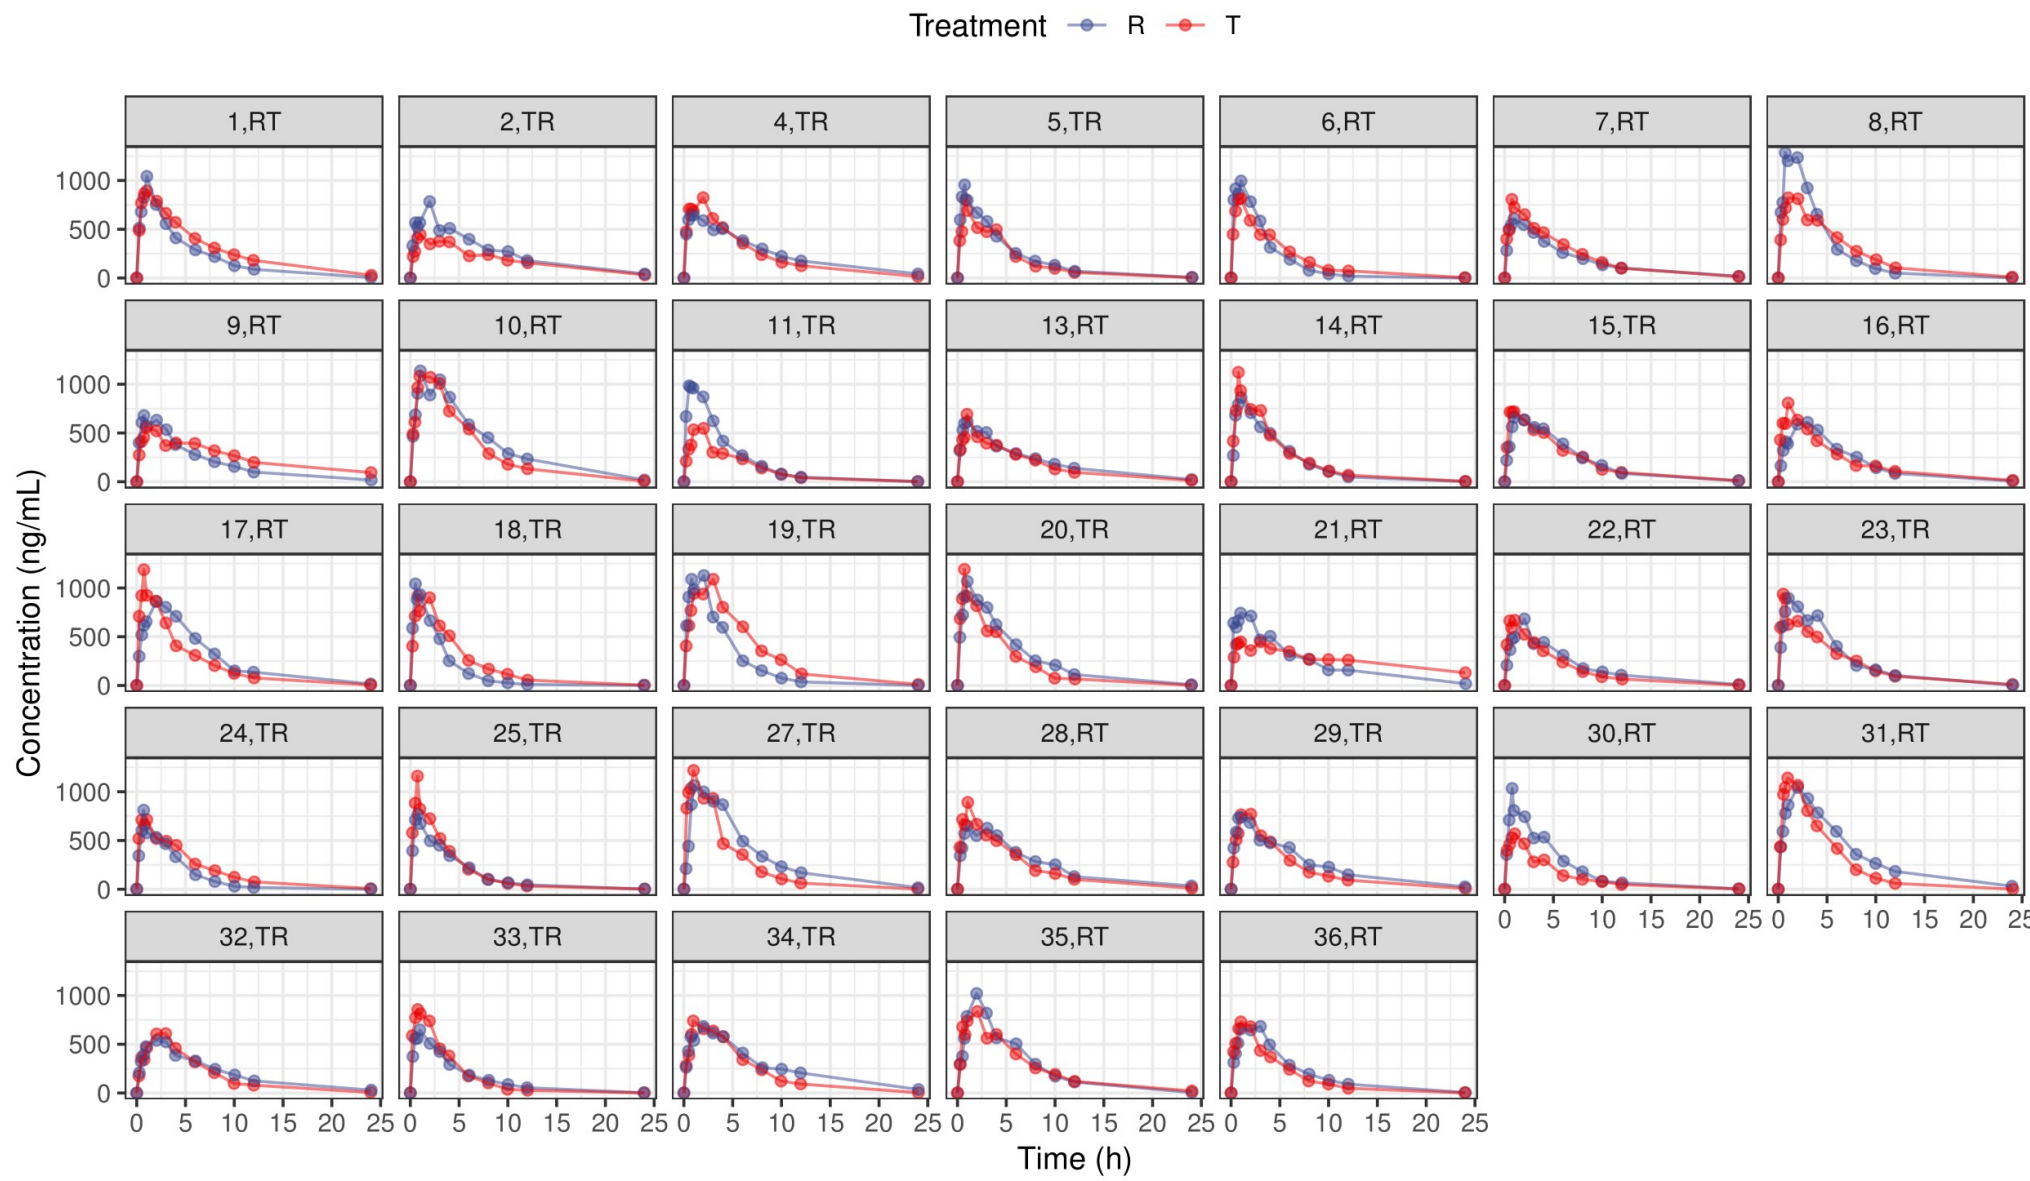 Treatment R T
1,RT 2,TR 4,TR 5,TR 6,RT 7,RT 8,RT
1000
500
0
9,RT 10,RT 11,TR 13,RT 14,RT 15,TR 16,RT
1000
500
0
17,RT 18,TR 19,TR 20,TR 21,RT 22,RT 23,TR
1000
500
0
24,TR 25,TR 27,TR 28,RT 29,TR 30,RT 31,RT
1000
500
0
0 5 10 15 20 25 0 5 10 15 20 25
32,TR 33,TR 34,TR 35,RT 36,RT
1000
500
0
0 5 10 15 20 25 0 5 10 15 20 25 0 5 10 15 20 25 0 5 10 15 20 25 0 5 10 15 20 25
Time (h)
Concentration (ng/mL)